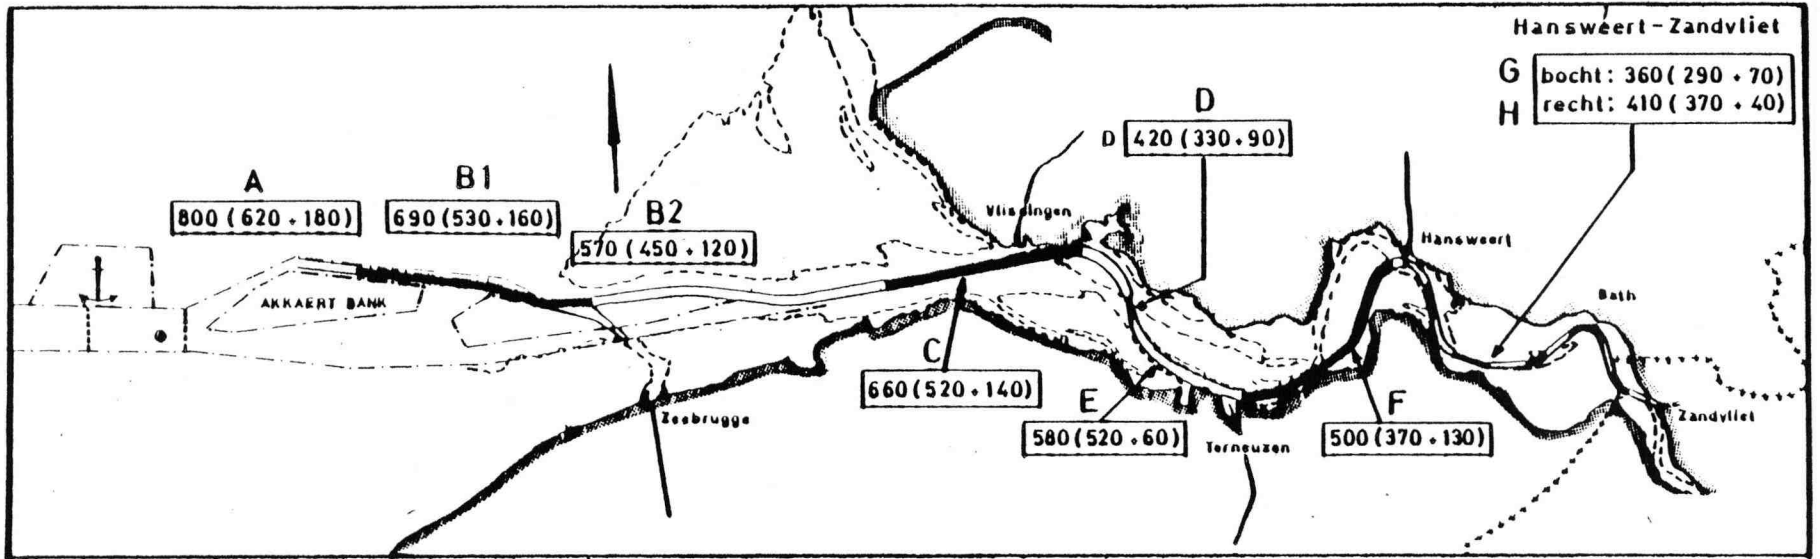 Hansweert-Zandvliet
G bocht: 360 (290 + 70)
H recht: 410 (370 + 40)
D
D 420 (330+90)
A
800 (620 + 180)
B1
690 (530+160)
B2
570 (450 + 120)
Vlissingen
Hansweert
AKKAERT BANK
Bath
C
660 (520+140)
E
580 (520+60)
F
500 (370 + 130)
Zeebrugge
Terneuzen
Zandvliet